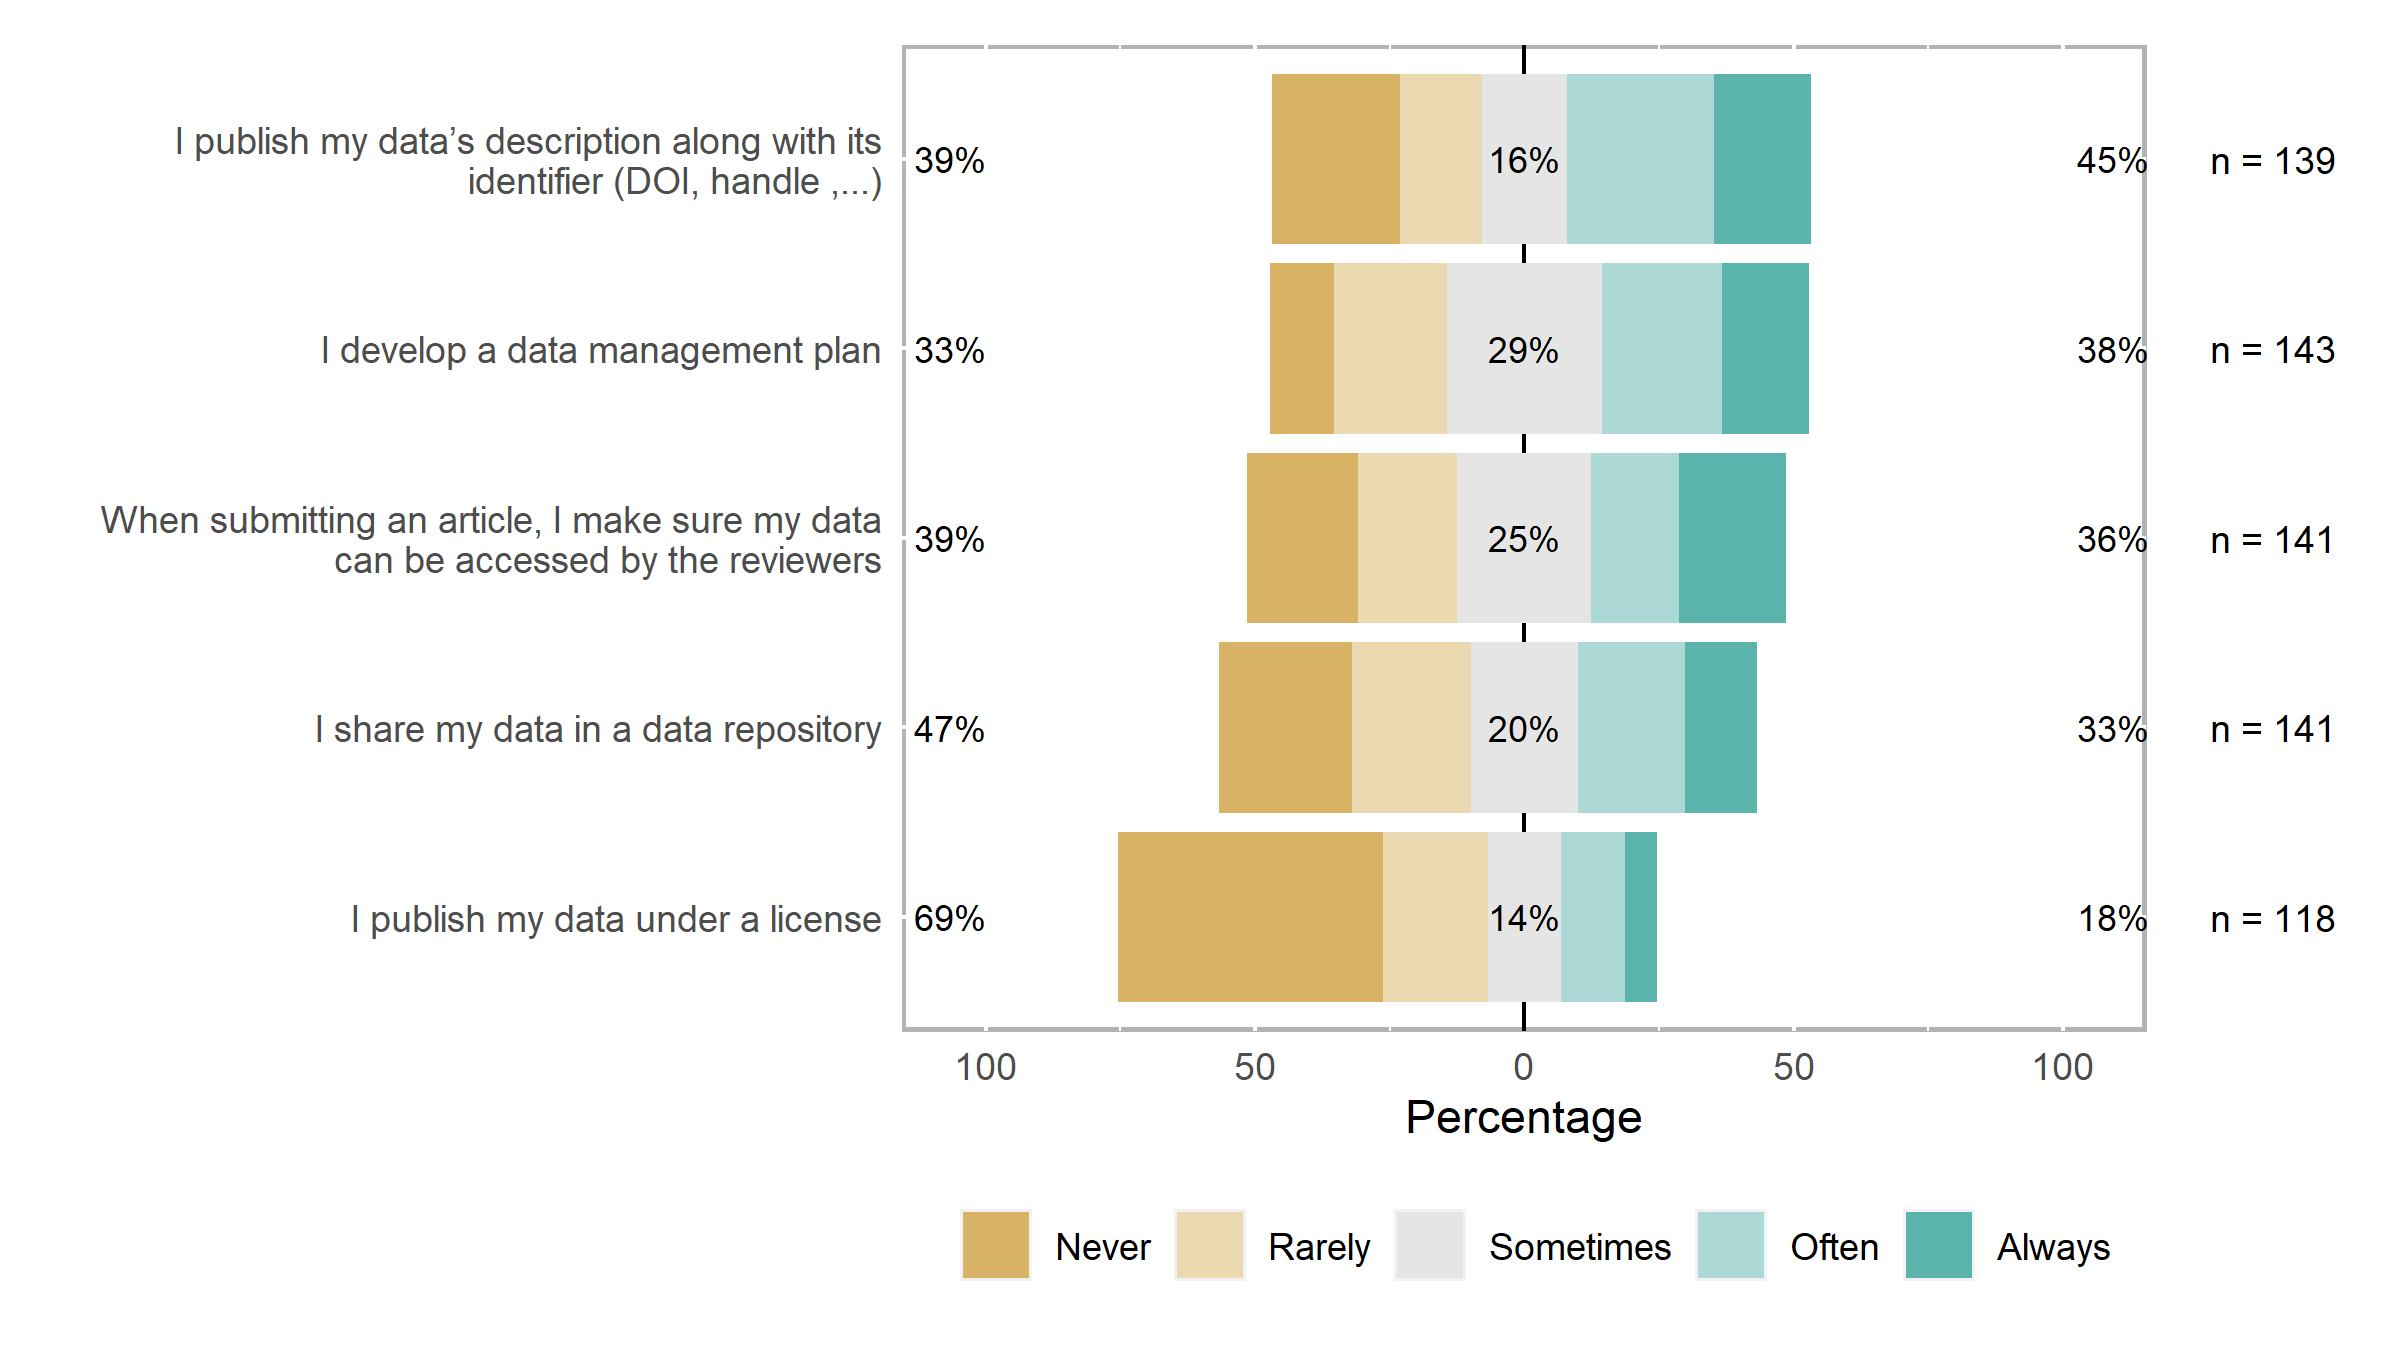 I publish my data’s description along with its
identifier (DOI, handle ,...)
39% 16% 45% n = 139
I develop a data management plan
33% 29% 38% n = 143
When submitting an article, I make sure my data
can be accessed by the reviewers
39% 25% 36% n = 141
I share my data in a data repository
47% 20% 33% n = 141
I publish my data under a license
69% 14% 18% n = 118
100 50 0 50 100
Percentage
Never Rarely Sometimes Often Always